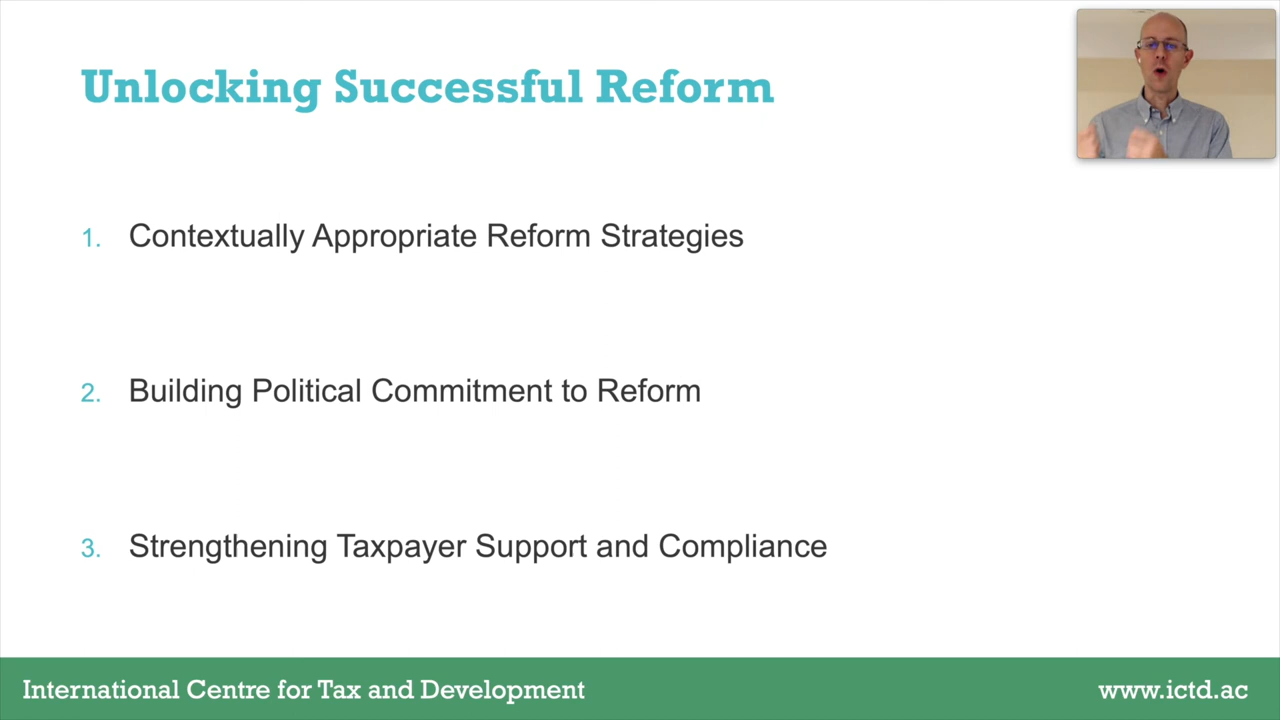 Unlocking Successful Reform
1. Contextually Appropriate Reform Strategies
2. Building Political Commitment to Reform
3. Strengthening Taxpayer Support and Compliance
International Centre for Tax and Development
www.ictd.ac